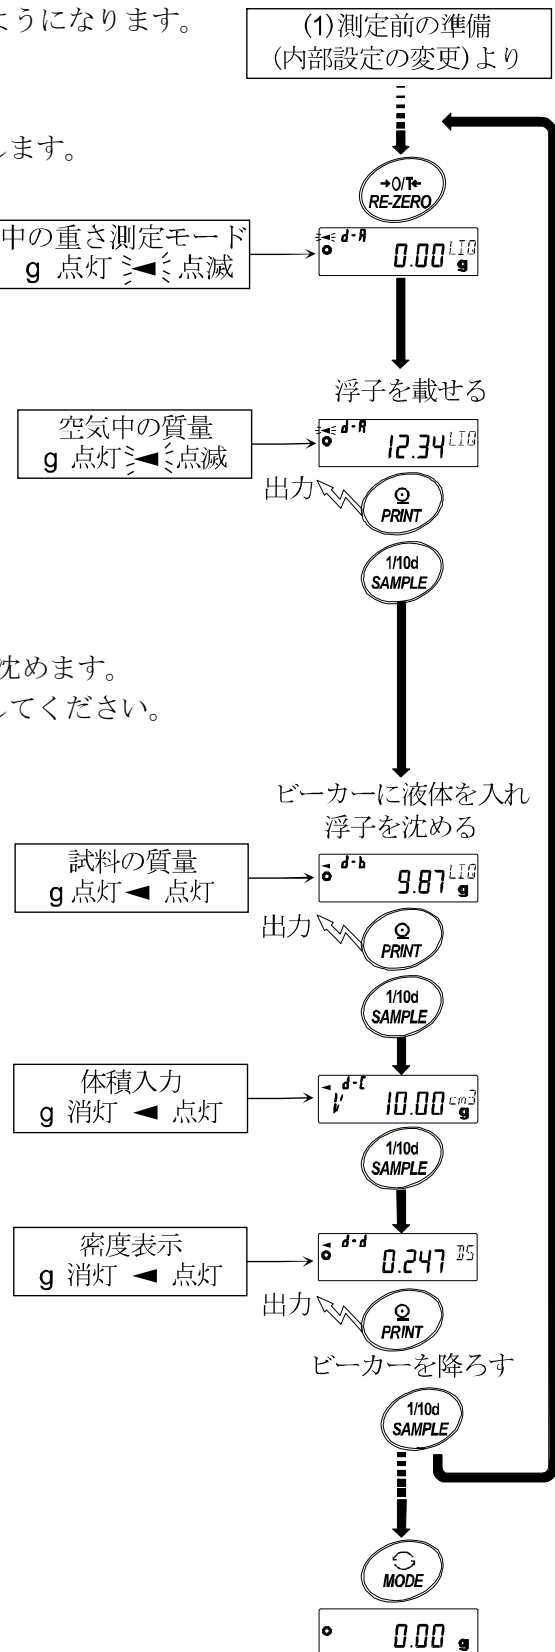 ようになります。
(1)測定前の準備
(内部設定の変更)より
します。
→0/T←
RE-ZERO
中の重さ測定モード
g 点灯 ◄ 点滅
d-A
0.00 LIQ
g
浮子を載せる
空気中の質量
g 点灯 ◄ 点滅
d-A
12.34 LIQ
出力
PRINT
1/10d
SAMPLE
沈めます。
してください。
ビーカーに液体を入れ
浮子を沈める
試料の質量
g 点灯 ◄ 点灯
d-b
9.87 LIQ
g
出力
PRINT
1/10d
SAMPLE
体積入力
g 消灯 ◄ 点灯
d-C
V 10.00 cm3
g
1/10d
SAMPLE
密度表示
g 消灯 ◄ 点灯
d-d
0.247 DS
出力
PRINT
ビーカーを降ろす
1/10d
SAMPLE
MODE
0.00 g